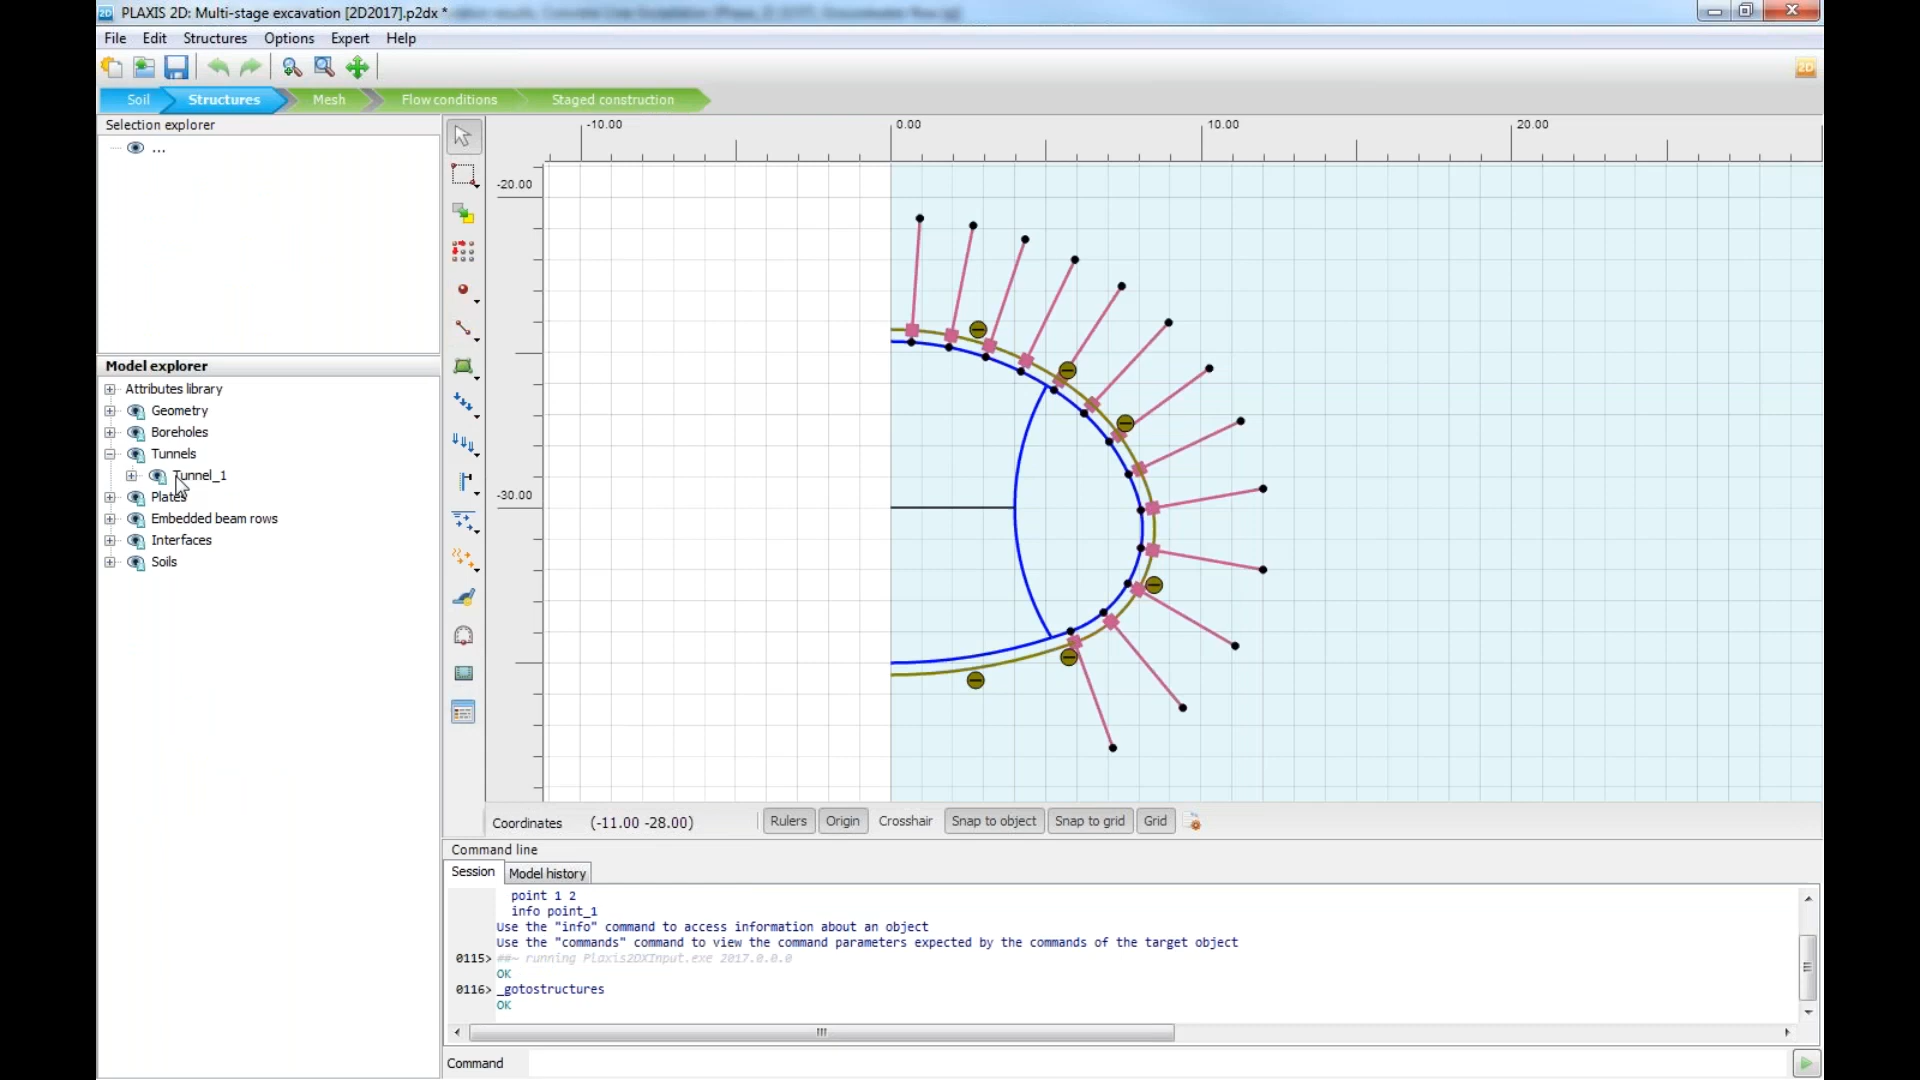 PLAXIS 2D: Multi-stage excavation [2D2017].p2dx *
File Edit Structures Options Expert Help
Soil Structures Mesh Flow conditions Staged construction
Selection explorer
...
Model explorer
Attributes library
Geometry
Boreholes
Tunnels
Tunnel_1
Plates
Embedded beam rows
Interfaces
Soils
-10.00 0.00 10.00 20.00
-20.00
-30.00
Coordinates (-11.00 -28.00) Rulers Origin Crosshair Snap to object Snap to grid Grid
Command line
Session Model history
point 1 2
info point_1
Use the "info" command to access information about an object
Use the "commands" command to view the command parameters expected by the commands of the target object
0115> ##~ running Plaxis2DXInput.exe 2017.0.0.0
OK
0116> _gotostructures
OK
Command